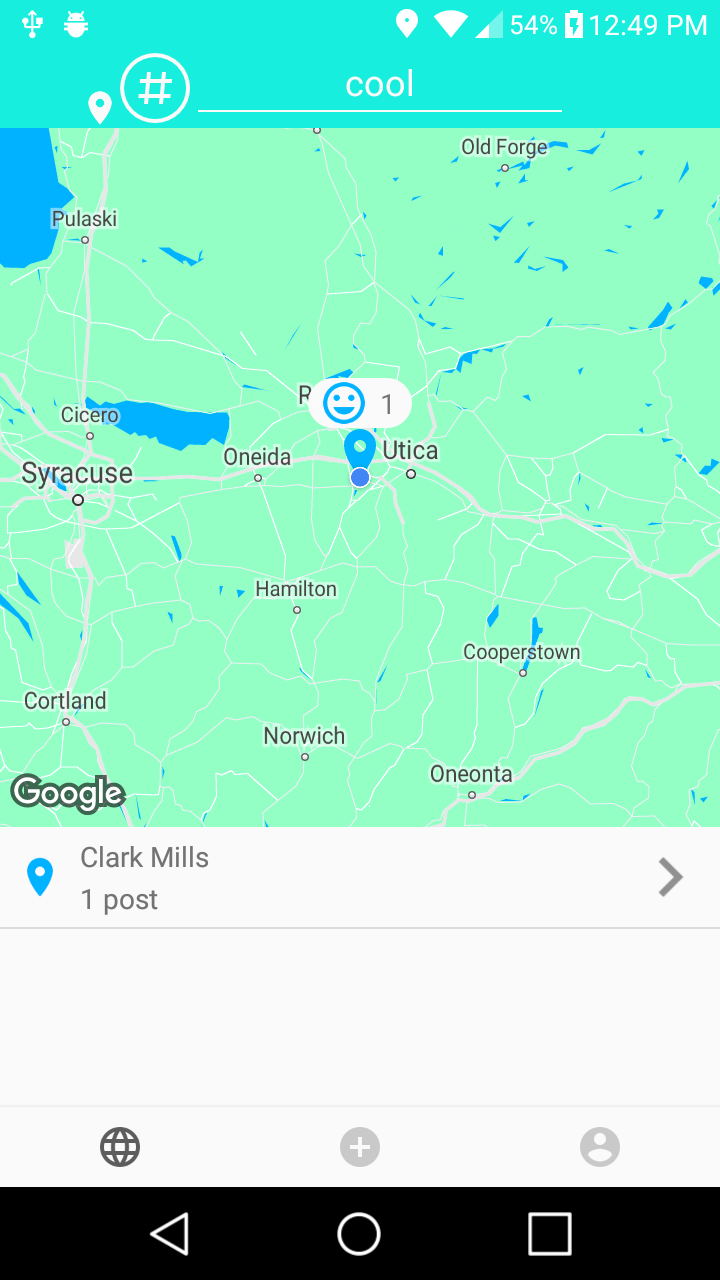 54% 12:49 PM
# cool
Old Forge
Pulaski
R 1
Cicero
Utica
Oneida
Syracuse
Hamilton
Cooperstown
Cortland
Norwich
Oneonta
Google
Clark Mills
1 post